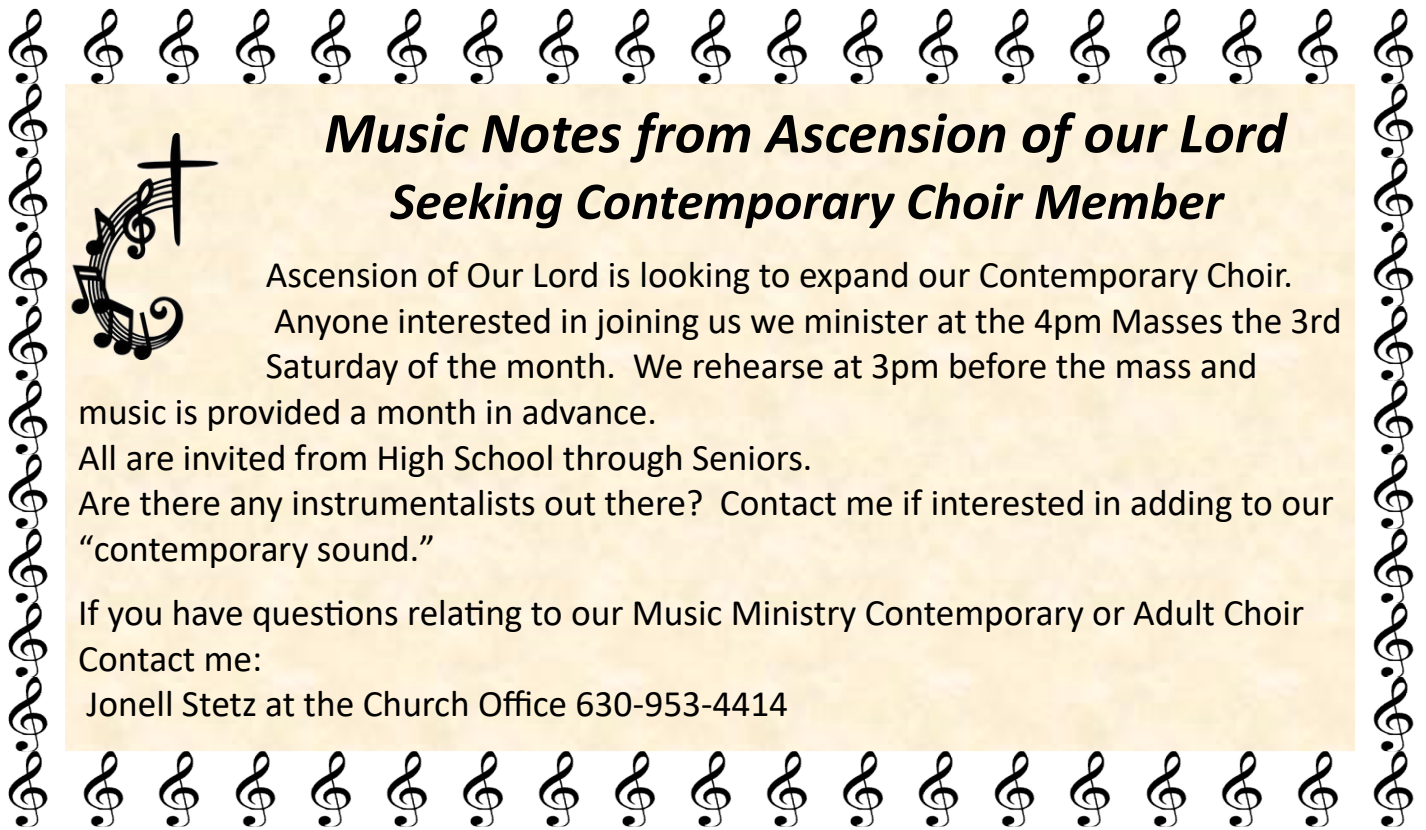 Music Notes from Ascension of our Lord
Seeking Contemporary Choir Member
Ascension of Our Lord is looking to expand our Contemporary Choir.
Anyone interested in joining us we minister at the 4pm Masses the 3rd
Saturday of the month.  We rehearse at 3pm before the mass and
music is provided a month in advance.
All are invited from High School through Seniors.
Are there any instrumentalists out there?  Contact me if interested in adding to our
“contemporary sound.”
If you have questions relating to our Music Ministry Contemporary or Adult Choir
Contact me:
Jonell Stetz at the Church Office 630-953-4414